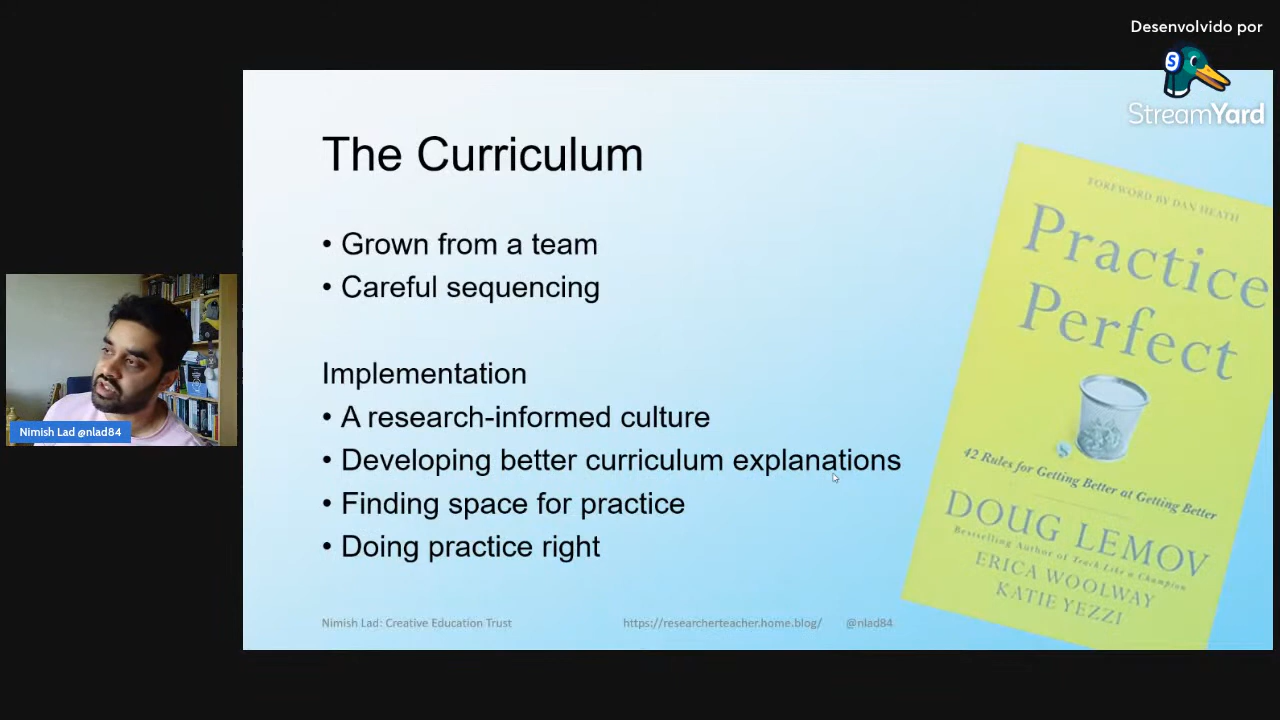 Desenvolvido por
StreamYard
The Curriculum
• Grown from a team
• Careful sequencing
Implementation
• A research-informed culture
• Developing better curriculum explanations
• Finding space for practice
• Doing practice right
Nimish Lad: Creative Education Trust
https://researcherteacher.home.blog/
@nlad84
FOREWORD BY DAN HEATH
Practice
Perfect
42 Rules for Getting Better at Getting Better
DOUG LEMOV
Bestselling Author of Teach Like a Champion
ERICA WOOLWAY
KATIE YEZZI
Nimish Lad @nlad84